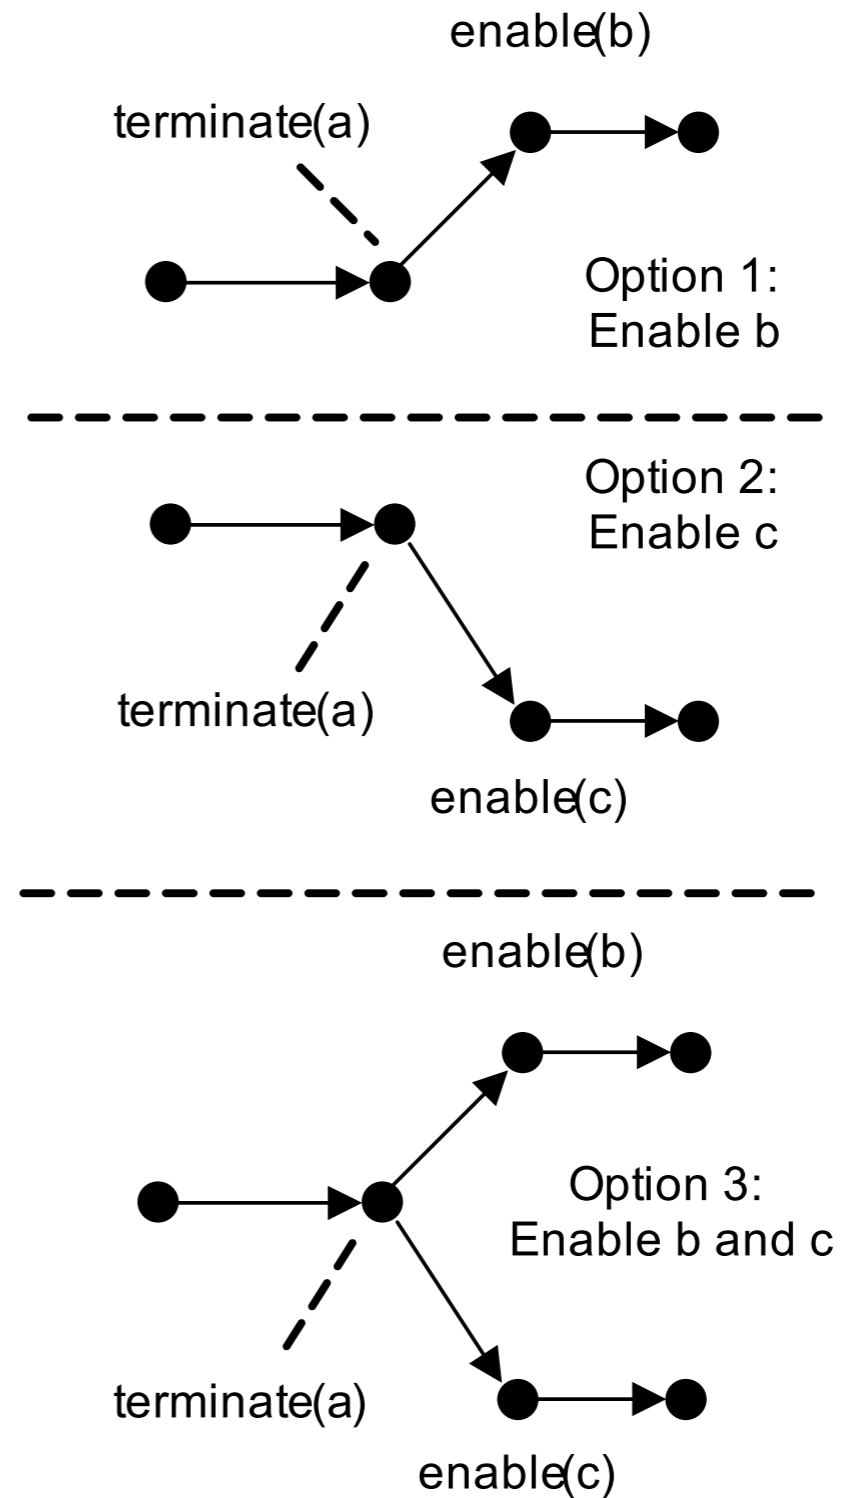 enable(b)
terminate(a)
Option 1:
Enable b
Option 2:
Enable c
terminate(a)
enable(c)
enable(b)
Option 3:
Enable b and c
terminate(a)
enable(c)